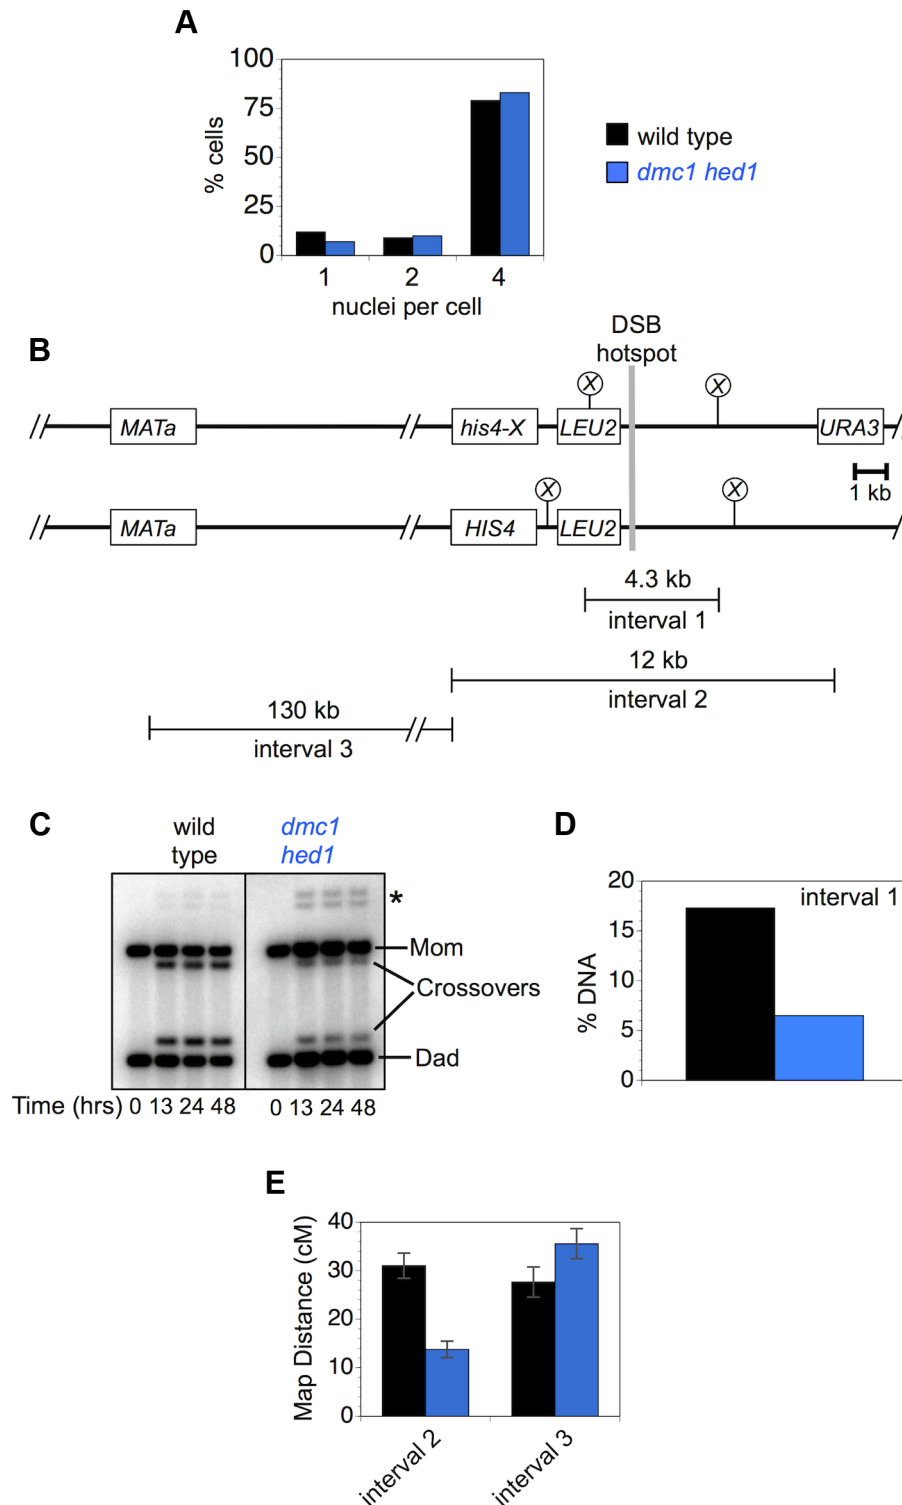 A
100
75
50
25
0
% cells
1 2 4
nuclei per cell
wild type
dmc1 hed1
B
DSB
hotspot
X X
MATa his4-X LEU2 URA3
1 kb
X X
MATa HIS4 LEU2
4.3 kb
interval 1
12 kb
interval 2
130 kb
interval 3
C
wild
type
dmc1
hed1
*
Mom
Crossovers
Dad
Time (hrs) 0 13 24 48 0 13 24 48
D
20
15
10
5
0
% DNA
interval 1
E
40
30
20
10
0
Map Distance (cM)
interval 2
interval 3